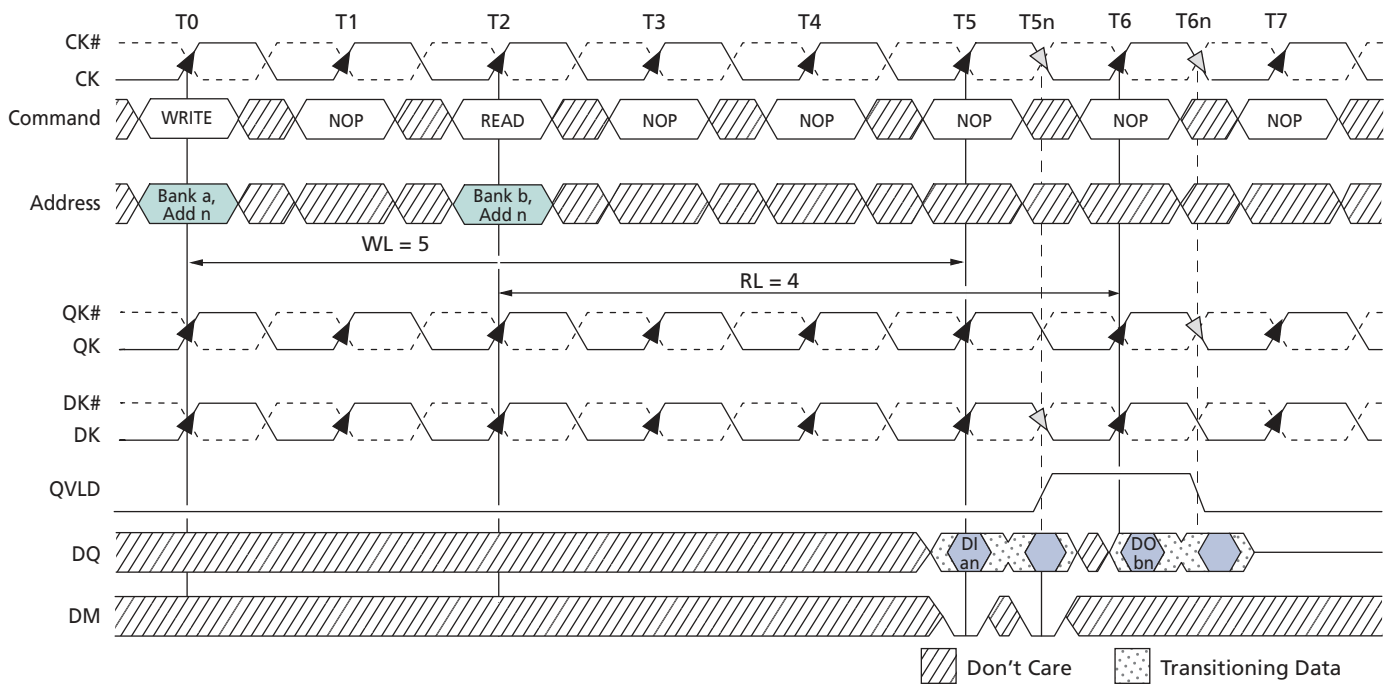 T0 T1 T2 T3 T4 T5 T5n T6 T6n T7
CK#
CK
Command WRITE NOP READ NOP NOP NOP NOP NOP
Address Bank a, Add n Bank b, Add n
WL = 5
RL = 4
QK#
QK
DK#
DK
QVLD
DQ DI an DO bn
DM
Don't Care Transitioning Data